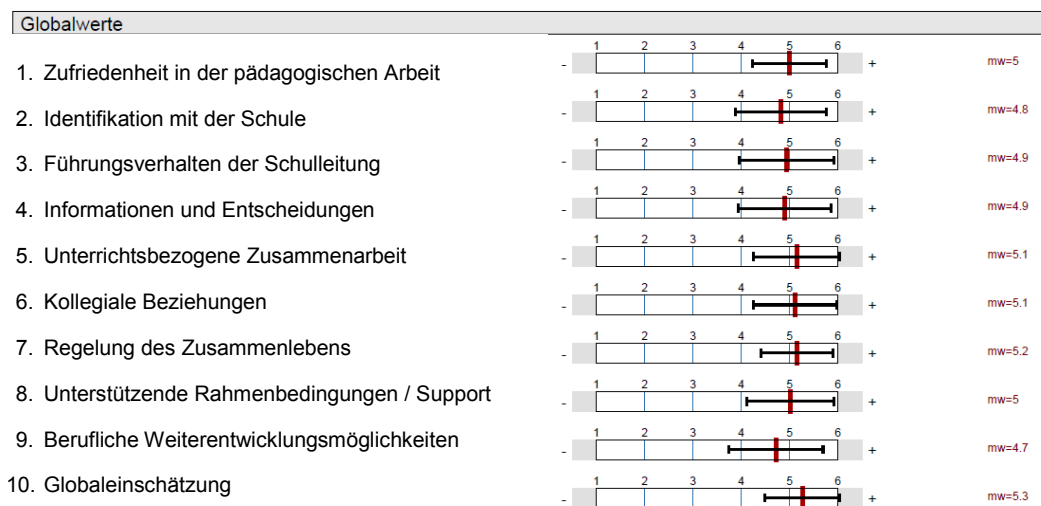 Globalwerte
1. Zufriedenheit in der pädagogischen Arbeit
1 2 3 4 5 6
- + mw=5
2. Identifikation mit der Schule
1 2 3 4 5 6
- + mw=4.8
3. Führungsverhalten der Schulleitung
1 2 3 4 5 6
- + mw=4.9
4. Informationen und Entscheidungen
1 2 3 4 5 6
- + mw=4.9
5. Unterrichtsbezogene Zusammenarbeit
1 2 3 4 5 6
- + mw=5.1
6. Kollegiale Beziehungen
1 2 3 4 5 6
- + mw=5.1
7. Regelung des Zusammenlebens
1 2 3 4 5 6
- + mw=5.2
8. Unterstützende Rahmenbedingungen / Support
1 2 3 4 5 6
- + mw=5
9. Berufliche Weiterentwicklungsmöglichkeiten
1 2 3 4 5 6
- + mw=4.7
10. Globaleinschätzung
1 2 3 4 5 6
- + mw=5.3